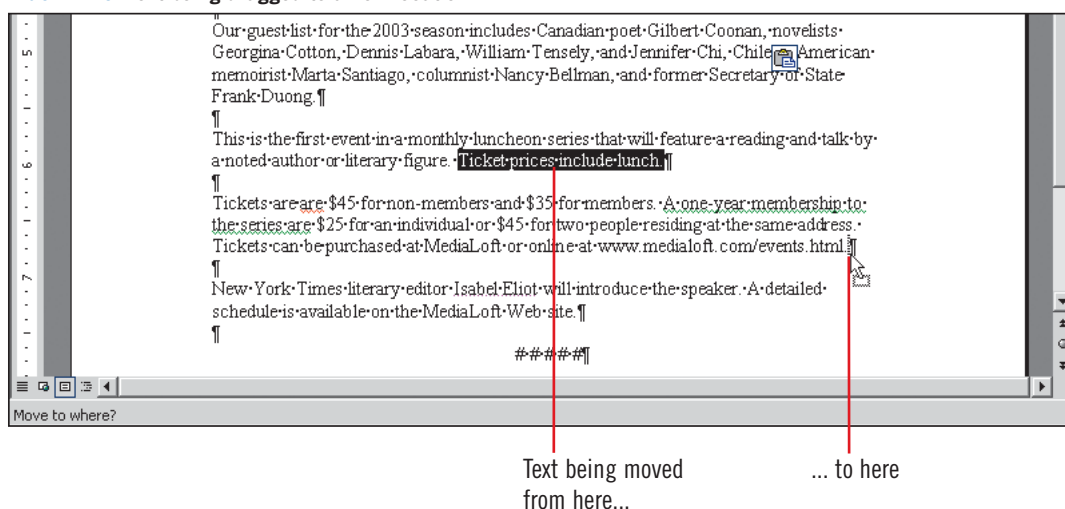 Our guest list for the 2003 season includes Canadian poet Gilbert Coonan, novelists
Georgina Cotton, Dennis Labara, William Tensely, and Jennifer Chi, Chile American
memoirist Marta Santiago, columnist Nancy Bellman, and former Secretary of State
Frank Duong.¶
¶
This is the first event in a monthly luncheon series that will feature a reading and talk by
a noted author or literary figure. Ticket prices include lunch.¶
¶
Tickets are are $45 for non-members and $35 for members. A one-year membership to
the series are $25 for an individual or $45 for two people residing at the same address.
Tickets can be purchased at MediaLoft or online at www.medialoft.com/events.html.¶
¶
New York Times literary editor Isabel Eliot will introduce the speaker. A detailed
schedule is available on the MediaLoft Web site.¶
¶
# # # # #¶
5
6
7
Move to where?
Text being moved
from here...
... to here